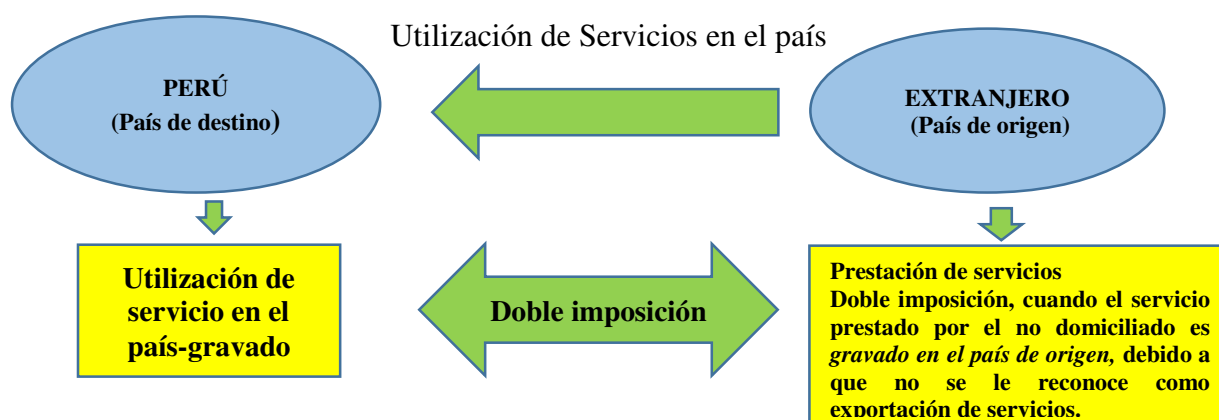 Utilización de Servicios en el país
PERÚ
(País de destino)
EXTRANJERO
(País de origen)
Utilización de
servicio en el
país-gravado
Doble imposición
Prestación de servicios
Doble imposición, cuando el servicio
prestado por el no domiciliado es
gravado en el país de origen, debido a
que no se le reconoce como
exportación de servicios.